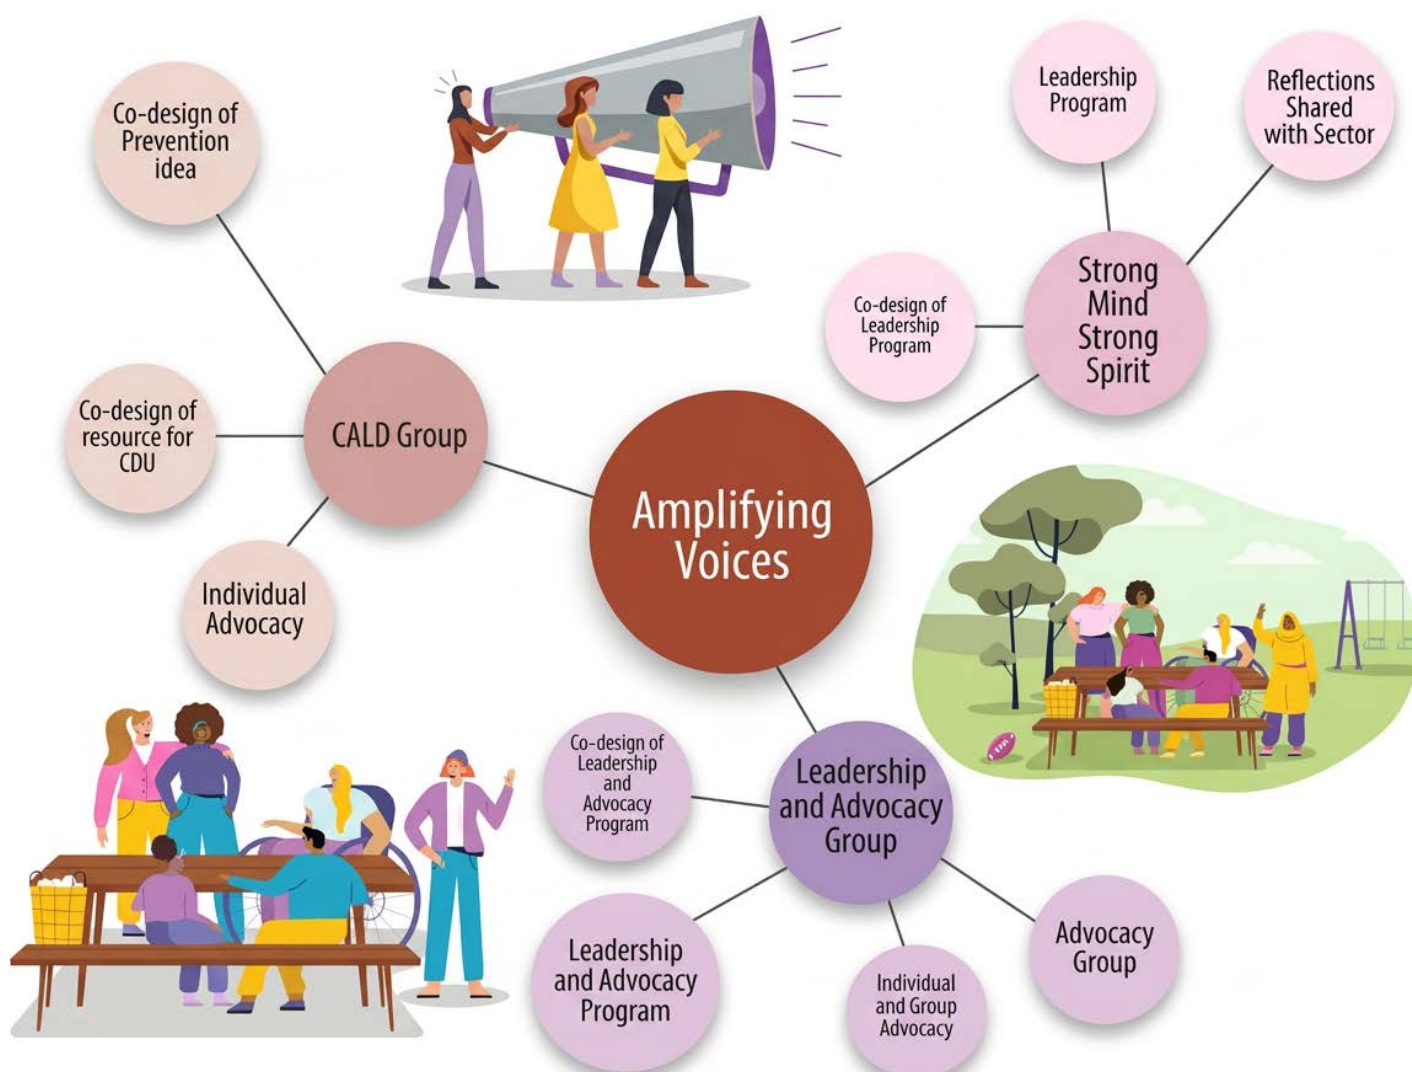 Amplifying
Voices
CALD Group
Co-design of
Prevention
idea
Co-design of
resource for
CDU
Individual
Advocacy
Strong
Mind
Strong
Spirit
Leadership
Program
Reflections
Shared
with Sector
Co-design of
Leadership
Program
Leadership
and Advocacy
Group
Co-design of
Leadership
and
Advocacy
Program
Leadership
and Advocacy
Program
Individual
and Group
Advocacy
Advocacy
Group